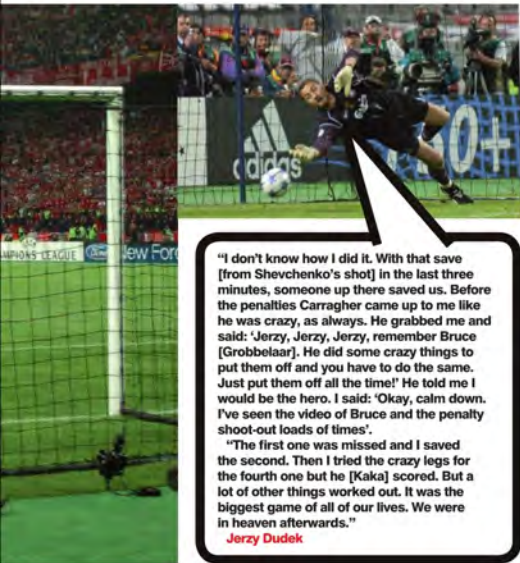 adidas
50+
CHAMPIONS LEAGUE
Ford
New For
“I don’t know how I did it. With that save
[from Shevchenko’s shot] in the last three
minutes, someone up there saved us. Before
the penalties Carragher came up to me like
he was crazy, as always. He grabbed me and
said: ‘Jerzy, Jerzy, Jerzy, remember Bruce
[Grobbelaar]. He did some crazy things to
put them off and you have to do the same.
Just put them off all the time!’ He told me I
would be the hero. I said: ‘Okay, calm down.
I’ve seen the video of Bruce and the penalty
shoot-out loads of times’.
“The first one was missed and I saved
the second. Then I tried the crazy legs for
the fourth one but he [Kaka] scored. But a
lot of other things worked out. It was the
biggest game of all of our lives. We were
in heaven afterwards.”
Jerzy Dudek